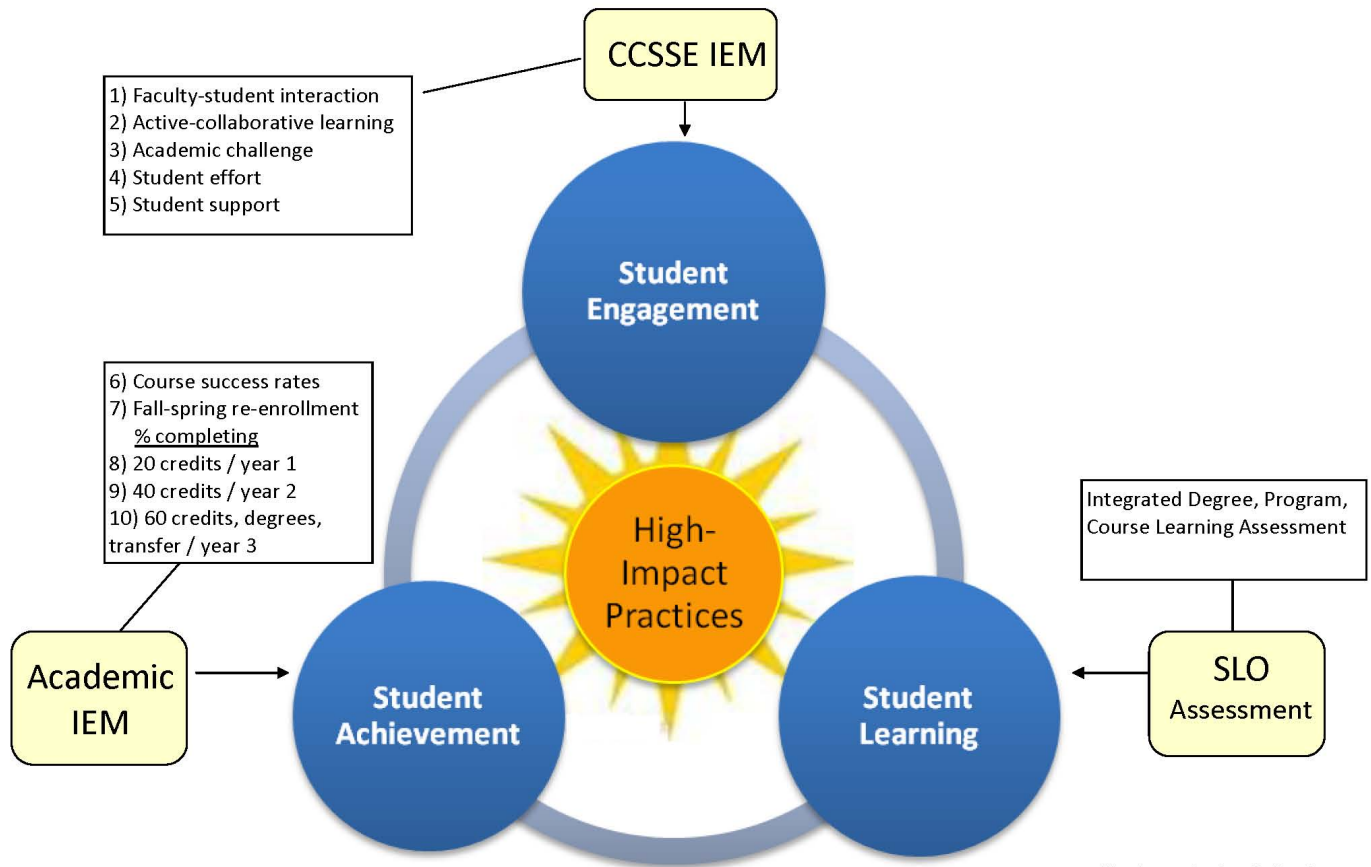 CCSSE IEM
1) Faculty-student interaction
2) Active-collaborative learning
3) Academic challenge
4) Student effort
5) Student support
Student
Engagement
6) Course success rates
7) Fall-spring re-enrollment
% completing
8) 20 credits / year 1
9) 40 credits / year 2
10) 60 credits, degrees,
transfer / year 3
High-
Impact
Practices
Integrated Degree, Program,
Course Learning Assessment
Academic
IEM
Student
Achievement
Student
Learning
SLO
Assessment